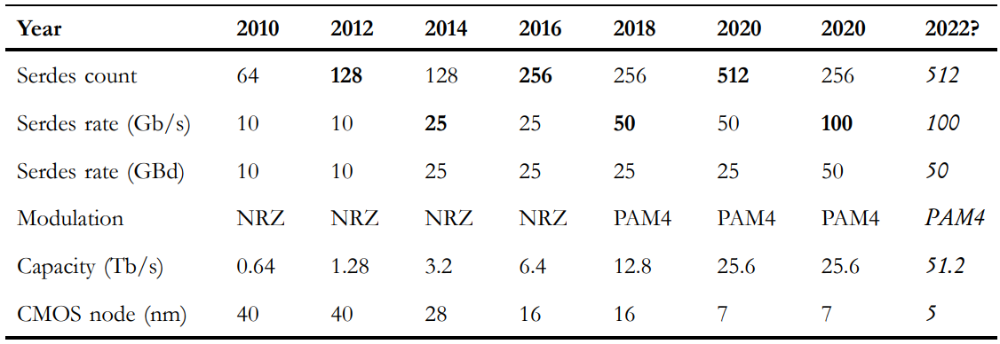 Year 2010 2012 2014 2016 2018 2020 2020 2022?
Serdes count 64 128 128 256 256 512 256 512
Serdes rate (Gb/s) 10 10 25 25 50 50 100 100
Serdes rate (GBd) 10 10 25 25 25 25 50 50
Modulation NRZ NRZ NRZ NRZ PAM4 PAM4 PAM4 PAM4
Capacity (Tb/s) 0.64 1.28 3.2 6.4 12.8 25.6 25.6 51.2
CMOS node (nm) 40 40 28 16 16 7 7 5